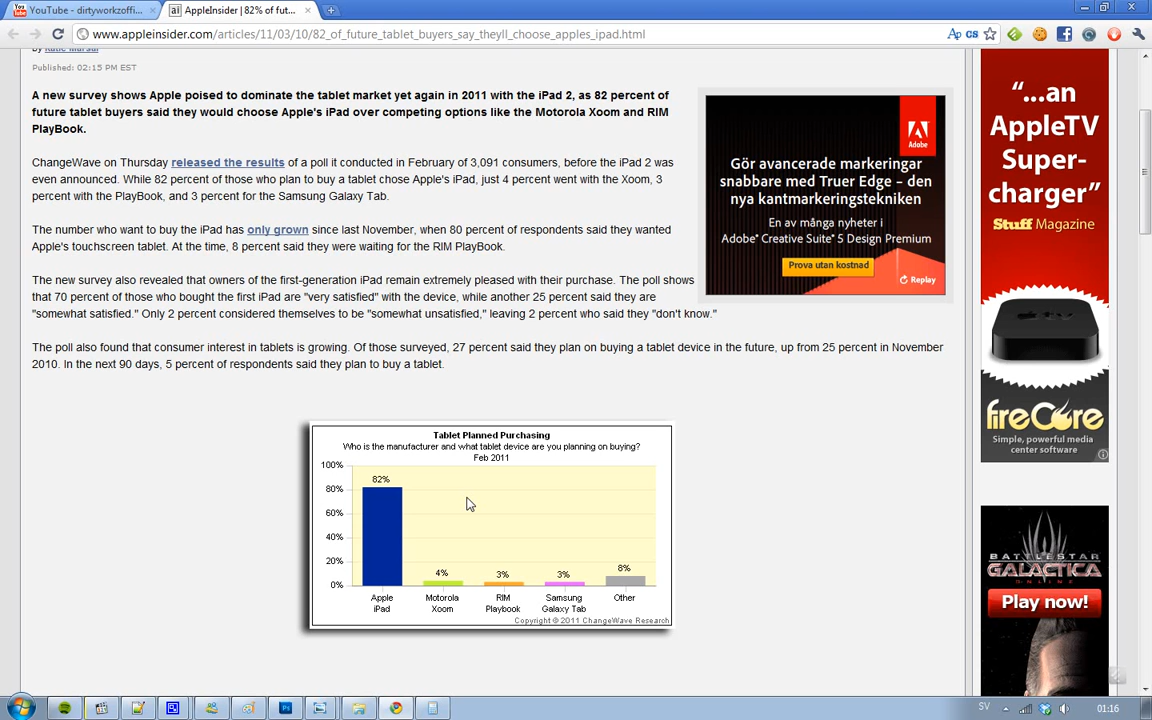 YouTube - dirtyworkzoffi...
AppleInsider | 82% of fut...
www.appleinsider.com/articles/11/03/10/82_of_future_tablet_buyers_say_theyll_choose_apples_ipad.html
Published: 02:15 PM EST
A new survey shows Apple poised to dominate the tablet market yet again in 2011 with the iPad 2, as 82 percent of
future tablet buyers said they would choose Apple's iPad over competing options like the Motorola Xoom and RIM
PlayBook.
ChangeWave on Thursday released the results of a poll it conducted in February of 3,091 consumers, before the iPad 2 was
even announced. While 82 percent of those who plan to buy a tablet chose Apple's iPad, just 4 percent went with the Xoom, 3
percent with the PlayBook, and 3 percent for the Samsung Galaxy Tab.
The number who want to buy the iPad has only grown since last November, when 80 percent of respondents said they wanted
Apple's touchscreen tablet. At the time, 8 percent said they were waiting for the RIM PlayBook.
The new survey also revealed that owners of the first-generation iPad remain extremely pleased with their purchase. The poll shows
that 70 percent of those who bought the first iPad are "very satisfied" with the device, while another 25 percent said they are
"somewhat satisfied." Only 2 percent considered themselves to be "somewhat unsatisfied," leaving 2 percent who said they "don't know."
The poll also found that consumer interest in tablets is growing. Of those surveyed, 27 percent said they plan on buying a tablet device in the future, up from 25 percent in November
2010. In the next 90 days, 5 percent of respondents said they plan to buy a tablet.
Adobe
Gör avancerade markeringar
snabbare med Truer Edge – den
nya kantmarkeringstekniken
En av många nyheter i
Adobe® Creative Suite® 5 Design Premium
Prova utan kostnad
Replay
Tablet Planned Purchasing
Who is the manufacturer and what tablet device are you planning on buying?
Feb 2011
100%
80%
60%
40%
20%
0%
82%
4%
3%
3%
8%
Apple
iPad
Motorola
Xoom
RIM
Playbook
Samsung
Galaxy Tab
Other
Copyright © 2011 ChangeWave Research
"...an
AppleTV
Super-
charger"
Stuff Magazine
tv
fireCore
Simple, powerful media
center software
BATTLESTAR
GALACTICA
ONLINE
Play now!
SV
01:16